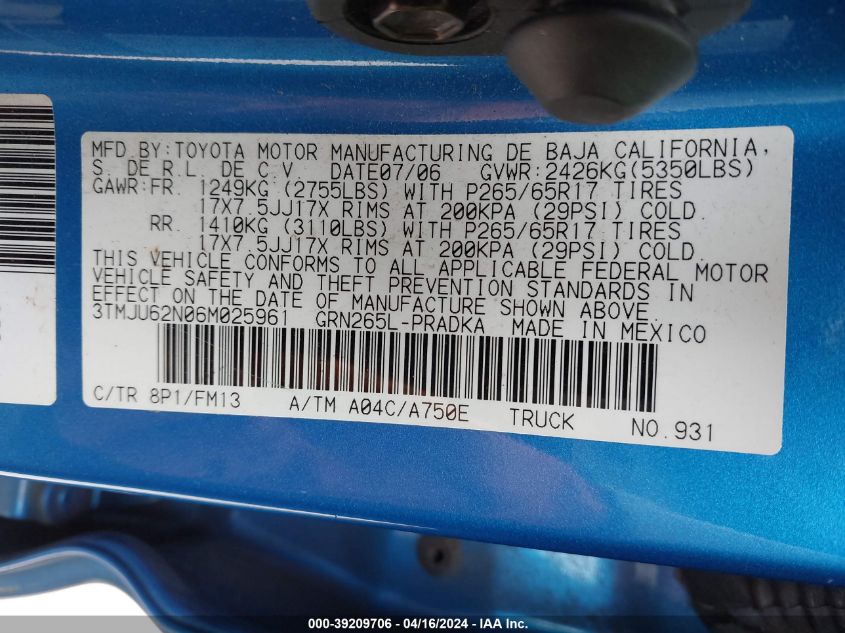 MFD BY:TOYOTA MOTOR MANUFACTURING DE BAJA CALIFORNIA,
S. DE R.L. DE C.V. DATE07/06 GVWR:2426KG(5350LBS)
GAWR:FR. 1249KG (2755LBS) WITH P265/65R17 TIRES
17X7.5JJ17X RIMS AT 200KPA (29PSI) COLD.
RR. 1410KG (3110LBS) WITH P265/65R17 TIRES
17X7.5JJ17X RIMS AT 200KPA (29PSI) COLD.
THIS VEHICLE CONFORMS TO ALL APPLICABLE FEDERAL MOTOR
VEHICLE SAFETY AND THEFT PREVENTION STANDARDS IN
EFFECT ON THE DATE OF MANUFACTURE SHOWN ABOVE.
3TMJU62N06M025961 GRN265L-PRADKA MADE IN MEXICO
C/TR 8P1/FM13 A/TM A04C/A750E TRUCK NO.931
000-39209706 - 04/16/2024 - IAA Inc.